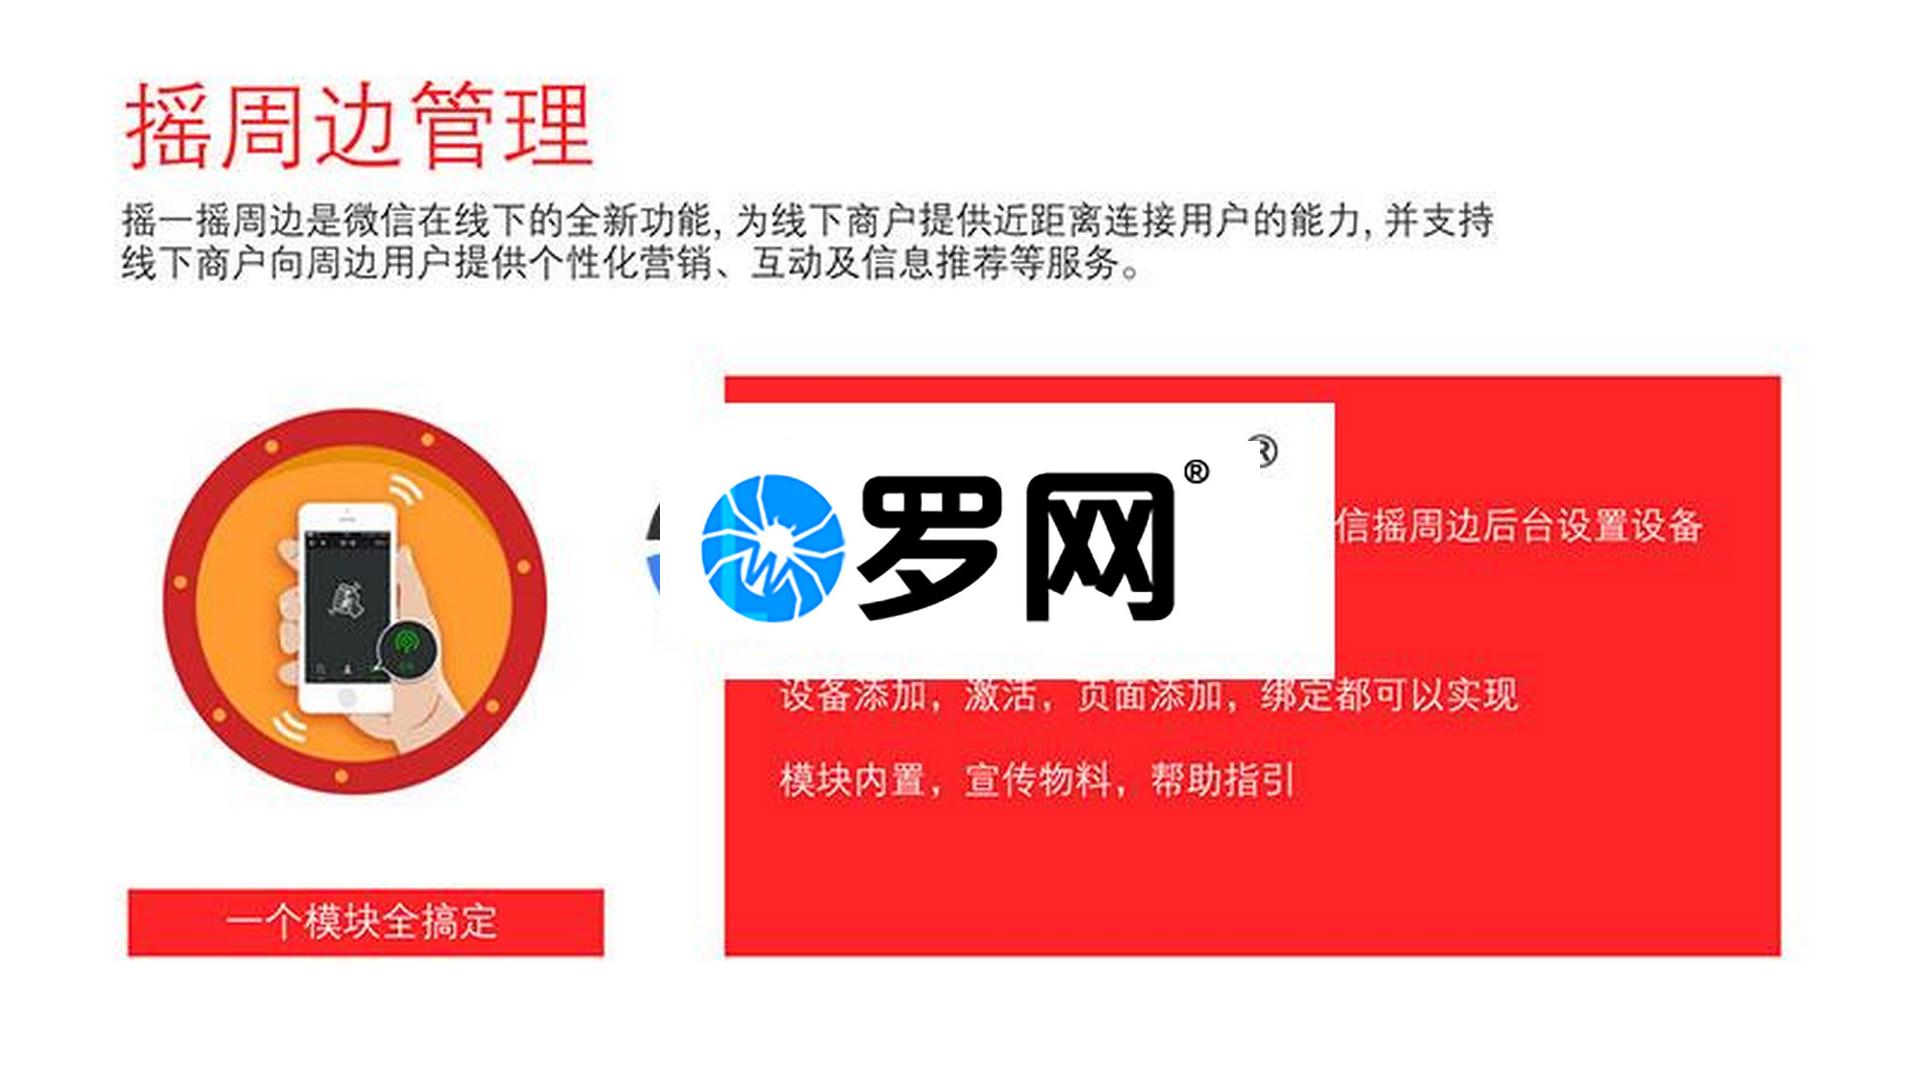 摇周边管理
摇一摇周边是微信在线下的全新功能, 为线下商户提供近距离连接用户的能力, 并支持
线下商户向周边用户提供个性化营销、互动及信息推荐等服务。
罗网®
®
信摇周边后台设置设备
设备添加，激活，页面添加，绑定都可以实现
模块内置，宣传物料，帮助指引
一个模块全搞定